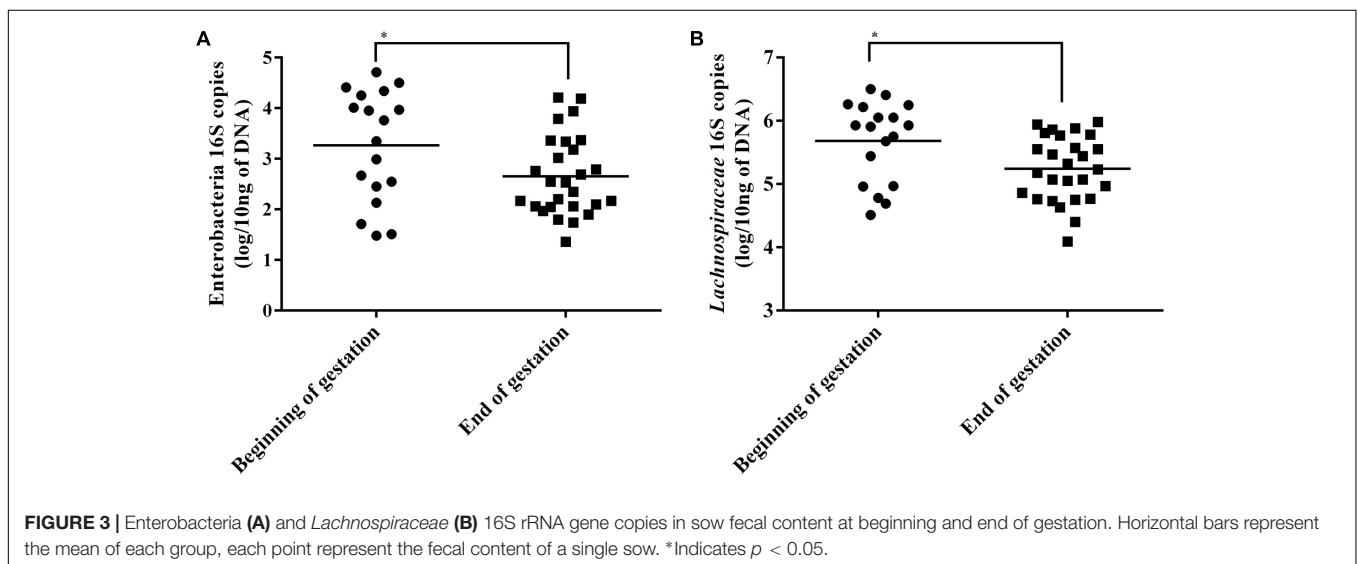 A
*
Enterobacteria 16S copies
(log/10ng of DNA)
5
4
3
2
1
0
Beginning of gestation
End of gestation
B
*
Lachnospiraceae 16S copies
(log/10ng of DNA)
7
6
5
4
3
Beginning of gestation
End of gestation
FIGURE 3 | Enterobacteria (A) and Lachnospiraceae (B) 16S rRNA gene copies in sow fecal content at beginning and end of gestation. Horizontal bars represent
the mean of each group, each point represent the fecal content of a single sow. *Indicates p < 0.05.